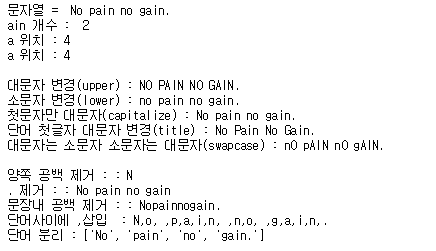 문자열 = No pain no gain.
ain 개수 : 2
a 위치 : 4
a 위치 : 4
대문자 변경(upper) : NO PAIN NO GAIN.
소문자 변경(lower) : no pain no gain.
첫문자만 대문자(capitalize) : No pain no gain.
단어 첫글자 대문자 변경(title) : No Pain No Gain.
대문자는 소문자 소문자는 대문자(swapcase) : nO pAIN nO gAIN.
양쪽 공백 제거 : : N
. 제거 : : No pain no gain
문장내 공백 제거 : : Nopainnogain.
단어사이에 ,삽입 : N,o, ,p,a,i,n, ,n,o, ,g,a,i,n,.
단어 분리 : ['No', 'pain', 'no', 'gain.']